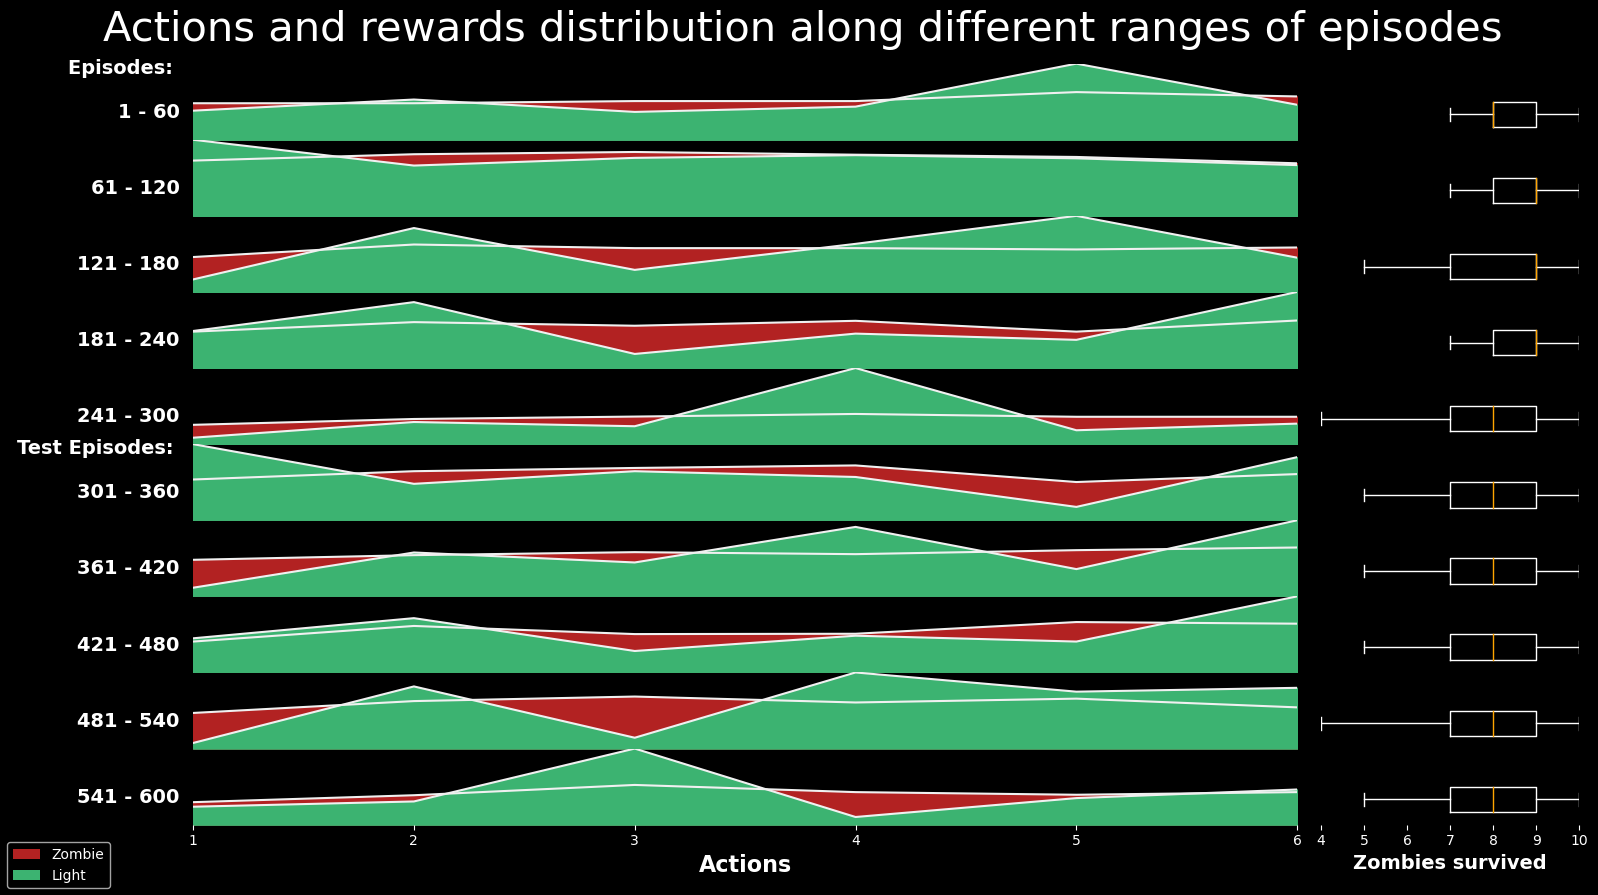 Actions and rewards distribution along different ranges of episodes
Episodes:
1 - 60
61 - 120
121 - 180
181 - 240
241 - 300
Test Episodes:
301 - 360
361 - 420
421 - 480
481 - 540
541 - 600
1 2 3 4 5 6
4 5 6 7 8 9 10
Actions
Zombies survived
Zombie
Light